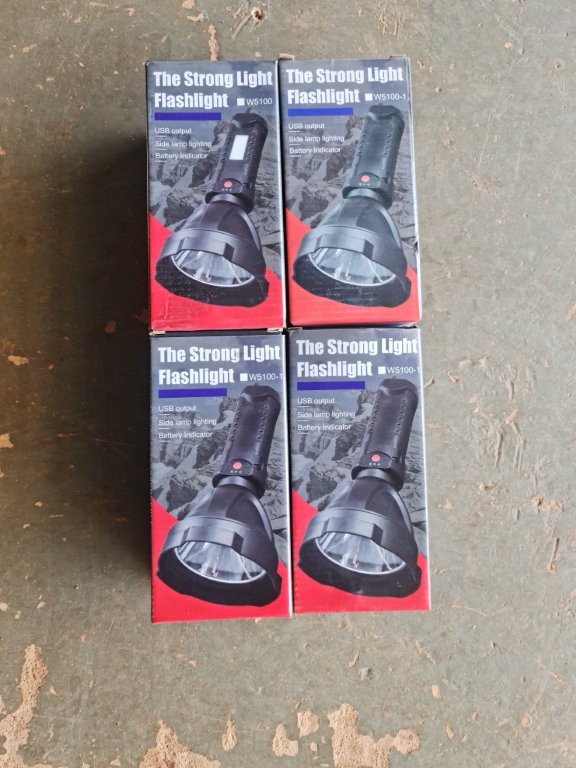 The Strong Light
Flashlight W5100
USB output
Side lamp lighting
Battery Indicator
The Strong Light
Flashlight W5100-1
USB output
Side lamp lighting
Battery Indicator
The Strong Light
Flashlight W5100-1
USB output
Side lamp lighting
Battery Indicator
The Strong Light
Flashlight W5100-1
USB output
Side lamp lighting
Battery Indicator